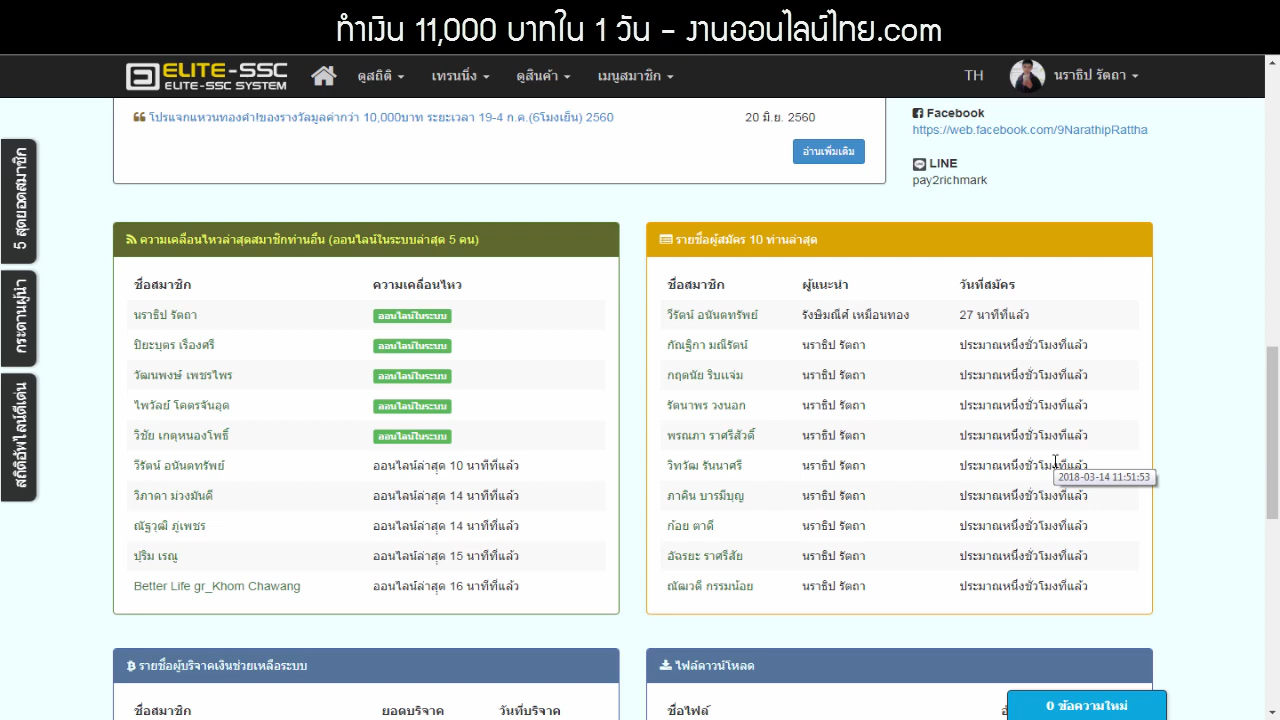 ทำเงิน 11,000 บาทใน 1 วัน - งานออนไลน์ไทย.com
ELITE-SSC
ELITE-SSC SYSTEM
ดูสถิติ
เทรนนิ่ง
ดูสินค้า
เมนูสมาชิก
TH
นราธิป รัตถา
โปรแจกแหวนทองคำ!ของรางวัลมูลค่ากว่า 10,000บาท ระยะเวลา 19-4 ก.ค.(6โมงเย็น) 2560
20 มิ.ย. 2560
อ่านเพิ่มเติม
Facebook
https://web.facebook.com/9NarathipRattha
LINE
pay2richmark
5 สุดยอดสมาชิก
กระดานผู้นำ
สถิติอัพไลน์ดีเด่น
ความเคลื่อนไหวล่าสุดสมาชิกท่านอื่น (ออนไลน์ในระบบล่าสุด 5 คน)
ชื่อสมาชิก ความเคลื่อนไหว
นราธิป รัตถา ออนไลน์ในระบบ
ปิยะบุตร เรืองศรี ออนไลน์ในระบบ
วัฒนพงษ์ เพชรไพร ออนไลน์ในระบบ
ไพวัลย์ โคตรจันอุด ออนไลน์ในระบบ
วิชัย เกตุหนองโพธิ์ ออนไลน์ในระบบ
วีรัตน์ อนันตทรัพย์ ออนไลน์ล่าสุด 10 นาทีที่แล้ว
วิภาดา ม่วงมันดี ออนไลน์ล่าสุด 14 นาทีที่แล้ว
ณัฐวุฒิ ภู่เพชร ออนไลน์ล่าสุด 14 นาทีที่แล้ว
ปุริม เรณู ออนไลน์ล่าสุด 15 นาทีที่แล้ว
Better Life gr_Khom Chawang ออนไลน์ล่าสุด 16 นาทีที่แล้ว
รายชื่อผู้สมัคร 10 ท่านล่าสุด
ชื่อสมาชิก ผู้แนะนำ วันที่สมัคร
วีรัตน์ อนันตทรัพย์ รังษิมณีศ์ เหมือนทอง 27 นาทีที่แล้ว
กัณฐิกา มณีรัตน์ นราธิป รัตถา ประมาณหนึ่งชั่วโมงที่แล้ว
กฤตนัย ริบแจ่ม นราธิป รัตถา ประมาณหนึ่งชั่วโมงที่แล้ว
รัตนาพร วงนอก นราธิป รัตถา ประมาณหนึ่งชั่วโมงที่แล้ว
พรณภา ราศรีสัวดิ์ นราธิป รัตถา ประมาณหนึ่งชั่วโมงที่แล้ว
วิทวัฒ รันนาศรี นราธิป รัตถา ประมาณหนึ่งชั่วโมงที่แล้ว
2018-03-14 11:51:53
ภาคิน บารมีบุญ นราธิป รัตถา ประมาณหนึ่งชั่วโมงที่แล้ว
ก๋อย ตาดี นราธิป รัตถา ประมาณหนึ่งชั่วโมงที่แล้ว
อัฉรยะ ราศรีสัย นราธิป รัตถา ประมาณหนึ่งชั่วโมงที่แล้ว
ณัฒวดี กรรมน้อย นราธิป รัตถา ประมาณหนึ่งชั่วโมงที่แล้ว
รายชื่อผู้บริจาคเงินช่วยเหลือระบบ
ชื่อสมาชิก ยอดบริจาค วันที่บริจาค
ไฟล์ดาวน์โหลด
ชื่อไฟล์
0 ข้อความใหม่